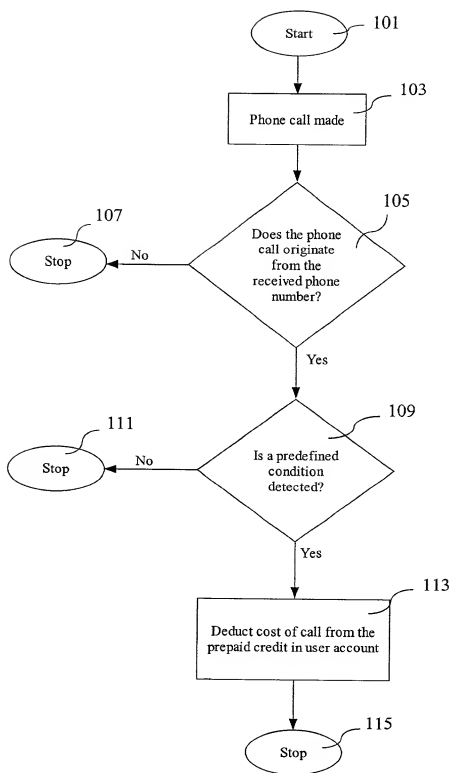 Start
101
103
Phone call made
107
105
Does the phone
call originate
from the
received phone
number?
Stop
No
Yes
109
111
Is a predefined
condition
detected?
Stop
No
Yes
113
Deduct cost of call from the
prepaid credit in user account
115
Stop